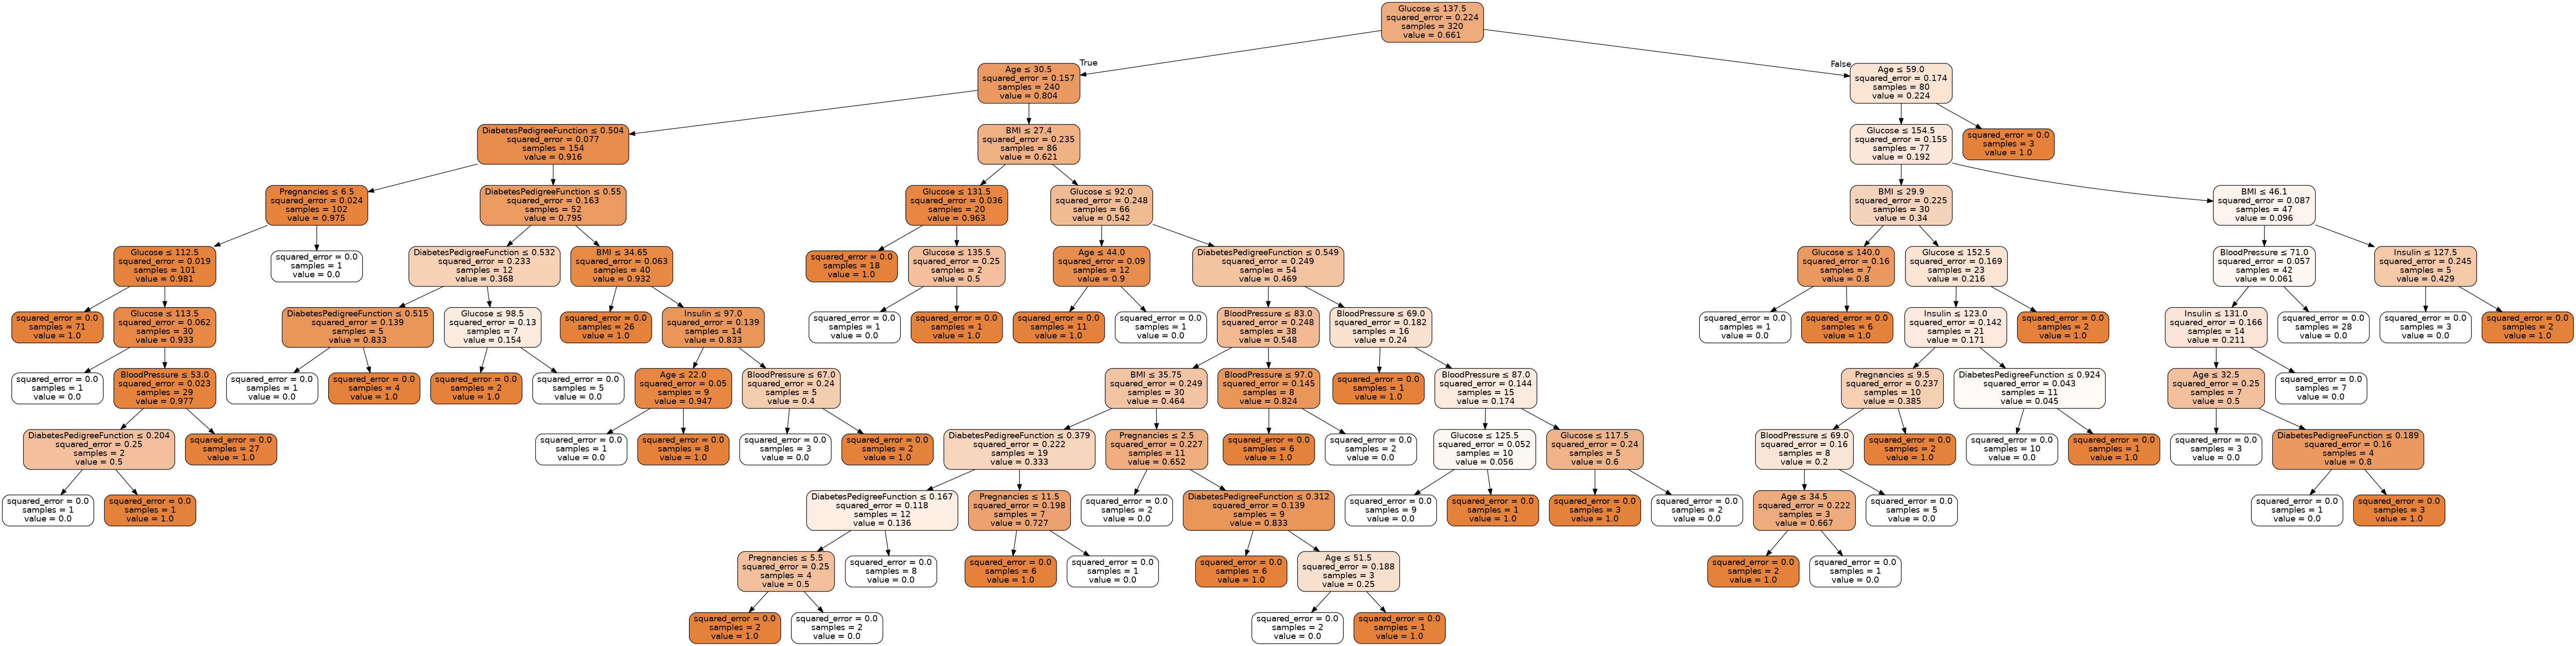 Glucose ≤ 137.5
squared_error = 0.224
samples = 320
value = 0.661
True
False
Age ≤ 30.5
squared_error = 0.157
samples = 240
value = 0.804
Age ≤ 59.0
squared_error = 0.174
samples = 80
value = 0.224
DiabetesPedigreeFunction ≤ 0.504
squared_error = 0.077
samples = 154
value = 0.916
BMI ≤ 27.4
squared_error = 0.235
samples = 86
value = 0.621
Glucose ≤ 154.5
squared_error = 0.155
samples = 77
value = 0.192
squared_error = 0.0
samples = 3
value = 1.0
Pregnancies ≤ 6.5
squared_error = 0.024
samples = 102
value = 0.975
DiabetesPedigreeFunction ≤ 0.55
squared_error = 0.163
samples = 52
value = 0.795
Glucose ≤ 131.5
squared_error = 0.036
samples = 20
value = 0.963
Glucose ≤ 92.0
squared_error = 0.248
samples = 66
value = 0.542
BMI ≤ 29.9
squared_error = 0.225
samples = 30
value = 0.34
BMI ≤ 46.1
squared_error = 0.087
samples = 47
value = 0.096
Glucose ≤ 112.5
squared_error = 0.019
samples = 101
value = 0.981
squared_error = 0.0
samples = 1
value = 0.0
DiabetesPedigreeFunction ≤ 0.532
squared_error = 0.233
samples = 12
value = 0.368
BMI ≤ 34.65
squared_error = 0.063
samples = 40
value = 0.932
squared_error = 0.0
samples = 18
value = 1.0
Glucose ≤ 135.5
squared_error = 0.25
samples = 2
value = 0.5
Age ≤ 44.0
squared_error = 0.09
samples = 12
value = 0.9
DiabetesPedigreeFunction ≤ 0.549
squared_error = 0.249
samples = 54
value = 0.469
Glucose ≤ 140.0
squared_error = 0.16
samples = 7
value = 0.8
Glucose ≤ 152.5
squared_error = 0.169
samples = 23
value = 0.216
BloodPressure ≤ 71.0
squared_error = 0.057
samples = 42
value = 0.061
Insulin ≤ 127.5
squared_error = 0.245
samples = 5
value = 0.429
squared_error = 0.0
samples = 71
value = 1.0
Glucose ≤ 113.5
squared_error = 0.062
samples = 30
value = 0.933
DiabetesPedigreeFunction ≤ 0.515
squared_error = 0.139
samples = 5
value = 0.833
Glucose ≤ 98.5
squared_error = 0.13
samples = 7
value = 0.154
squared_error = 0.0
samples = 26
value = 1.0
Insulin ≤ 97.0
squared_error = 0.139
samples = 14
value = 0.833
squared_error = 0.0
samples = 1
value = 0.0
squared_error = 0.0
samples = 1
value = 1.0
squared_error = 0.0
samples = 11
value = 1.0
squared_error = 0.0
samples = 1
value = 0.0
BloodPressure ≤ 83.0
squared_error = 0.248
samples = 38
value = 0.548
BloodPressure ≤ 69.0
squared_error = 0.182
samples = 16
value = 0.24
squared_error = 0.0
samples = 1
value = 0.0
squared_error = 0.0
samples = 6
value = 1.0
Insulin ≤ 123.0
squared_error = 0.142
samples = 21
value = 0.171
squared_error = 0.0
samples = 2
value = 1.0
Insulin ≤ 131.0
squared_error = 0.166
samples = 14
value = 0.211
squared_error = 0.0
samples = 28
value = 0.0
squared_error = 0.0
samples = 3
value = 0.0
squared_error = 0.0
samples = 2
value = 1.0
squared_error = 0.0
samples = 1
value = 0.0
BloodPressure ≤ 53.0
squared_error = 0.023
samples = 29
value = 0.977
squared_error = 0.0
samples = 1
value = 0.0
squared_error = 0.0
samples = 4
value = 1.0
squared_error = 0.0
samples = 2
value = 1.0
squared_error = 0.0
samples = 5
value = 0.0
Age ≤ 22.0
squared_error = 0.05
samples = 9
value = 0.947
BloodPressure ≤ 67.0
squared_error = 0.24
samples = 5
value = 0.4
BMI ≤ 35.75
squared_error = 0.249
samples = 30
value = 0.464
BloodPressure ≤ 97.0
squared_error = 0.145
samples = 8
value = 0.824
squared_error = 0.0
samples = 1
value = 1.0
BloodPressure ≤ 87.0
squared_error = 0.144
samples = 15
value = 0.174
Pregnancies ≤ 9.5
squared_error = 0.237
samples = 10
value = 0.385
DiabetesPedigreeFunction ≤ 0.924
squared_error = 0.043
samples = 11
value = 0.045
Age ≤ 32.5
squared_error = 0.25
samples = 7
value = 0.5
squared_error = 0.0
samples = 7
value = 0.0
DiabetesPedigreeFunction ≤ 0.204
squared_error = 0.25
samples = 2
value = 0.5
squared_error = 0.0
samples = 27
value = 1.0
squared_error = 0.0
samples = 1
value = 0.0
squared_error = 0.0
samples = 8
value = 1.0
squared_error = 0.0
samples = 3
value = 0.0
squared_error = 0.0
samples = 2
value = 1.0
DiabetesPedigreeFunction ≤ 0.379
squared_error = 0.222
samples = 19
value = 0.333
Pregnancies ≤ 2.5
squared_error = 0.227
samples = 11
value = 0.652
squared_error = 0.0
samples = 6
value = 1.0
squared_error = 0.0
samples = 2
value = 0.0
Glucose ≤ 125.5
squared_error = 0.052
samples = 10
value = 0.056
Glucose ≤ 117.5
squared_error = 0.24
samples = 5
value = 0.6
BloodPressure ≤ 69.0
squared_error = 0.16
samples = 8
value = 0.2
squared_error = 0.0
samples = 2
value = 1.0
squared_error = 0.0
samples = 10
value = 0.0
squared_error = 0.0
samples = 1
value = 1.0
squared_error = 0.0
samples = 3
value = 0.0
DiabetesPedigreeFunction ≤ 0.189
squared_error = 0.16
samples = 4
value = 0.8
squared_error = 0.0
samples = 1
value = 0.0
squared_error = 0.0
samples = 1
value = 1.0
DiabetesPedigreeFunction ≤ 0.167
squared_error = 0.118
samples = 12
value = 0.136
Pregnancies ≤ 11.5
squared_error = 0.198
samples = 7
value = 0.727
squared_error = 0.0
samples = 2
value = 0.0
DiabetesPedigreeFunction ≤ 0.312
squared_error = 0.139
samples = 9
value = 0.833
squared_error = 0.0
samples = 9
value = 0.0
squared_error = 0.0
samples = 1
value = 1.0
squared_error = 0.0
samples = 3
value = 1.0
squared_error = 0.0
samples = 2
value = 0.0
Age ≤ 34.5
squared_error = 0.222
samples = 3
value = 0.667
squared_error = 0.0
samples = 5
value = 0.0
squared_error = 0.0
samples = 1
value = 0.0
squared_error = 0.0
samples = 3
value = 1.0
Pregnancies ≤ 5.5
squared_error = 0.25
samples = 4
value = 0.5
squared_error = 0.0
samples = 8
value = 0.0
squared_error = 0.0
samples = 6
value = 1.0
squared_error = 0.0
samples = 1
value = 0.0
squared_error = 0.0
samples = 6
value = 1.0
Age ≤ 51.5
squared_error = 0.188
samples = 3
value = 0.25
squared_error = 0.0
samples = 2
value = 1.0
squared_error = 0.0
samples = 1
value = 0.0
squared_error = 0.0
samples = 2
value = 1.0
squared_error = 0.0
samples = 2
value = 0.0
squared_error = 0.0
samples = 2
value = 0.0
squared_error = 0.0
samples = 1
value = 1.0